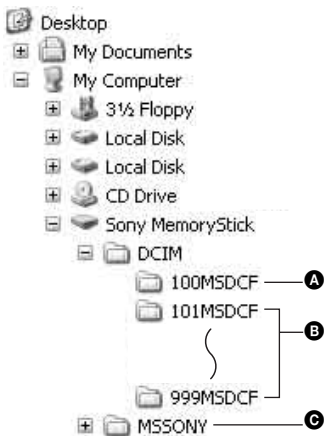 Desktop
My Documents
My Computer
3½ Floppy
Local Disk
Local Disk
CD Drive
Sony MemoryStick
DCIM
100MSDCF A
101MSDCF
B
999MSDCF
MSSONY C